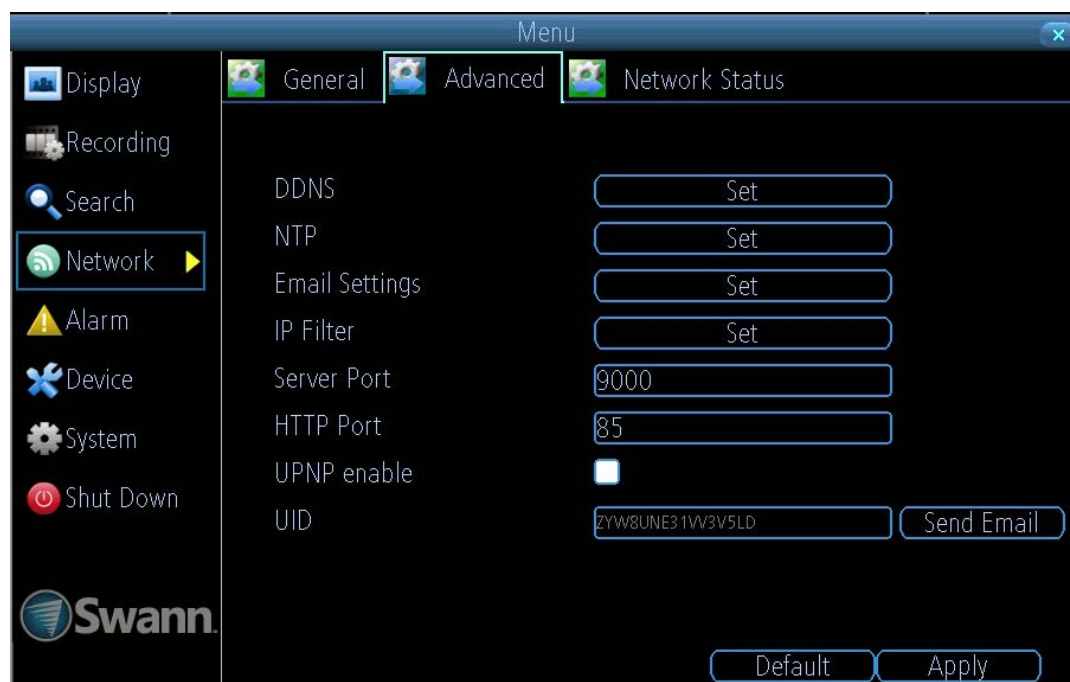 Menu
Display
Recording
Search
Network
Alarm
Device
System
Shut Down
Swann
General
Advanced
Network Status
DDNS Set
NTP Set
Email Settings Set
IP Filter Set
Server Port 9000
HTTP Port 85
UPNP enable
UID Send Email
Default Apply